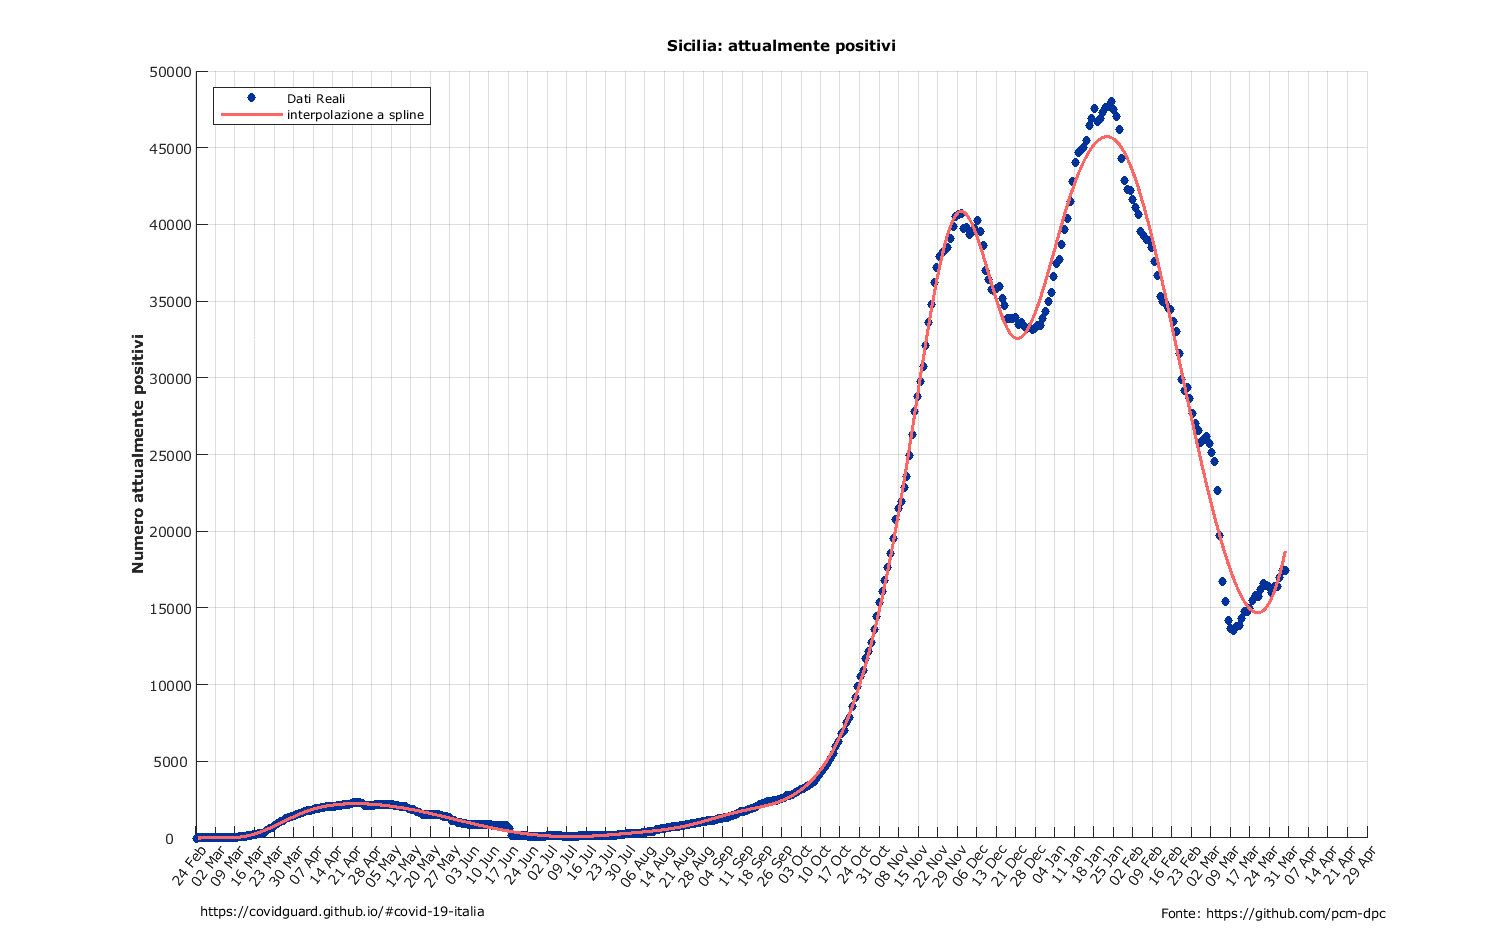 Sicilia: attualmente positivi
50000
45000
40000
35000
30000
25000
20000
15000
10000
5000
0
Numero attualmente positivi
Dati Reali
interpolazione a spline
24 Feb
02 Mar
09 Mar
16 Mar
23 Mar
30 Mar
07 Apr
14 Apr
21 Apr
28 Apr
05 May
12 May
20 May
27 May
03 Jun
10 Jun
17 Jun
24 Jun
02 Jul
09 Jul
16 Jul
23 Jul
30 Jul
06 Aug
14 Aug
21 Aug
28 Aug
04 Sep
11 Sep
18 Sep
26 Sep
03 Oct
10 Oct
17 Oct
24 Oct
31 Oct
08 Nov
15 Nov
22 Nov
29 Nov
06 Dec
13 Dec
21 Dec
28 Dec
04 Jan
11 Jan
18 Jan
25 Jan
02 Feb
09 Feb
16 Feb
23 Feb
02 Mar
09 Mar
17 Mar
24 Mar
31 Mar
07 Apr
14 Apr
21 Apr
29 Apr
https://covidguard.github.io/#covid-19-italia
Fonte: https://github.com/pcm-dpc